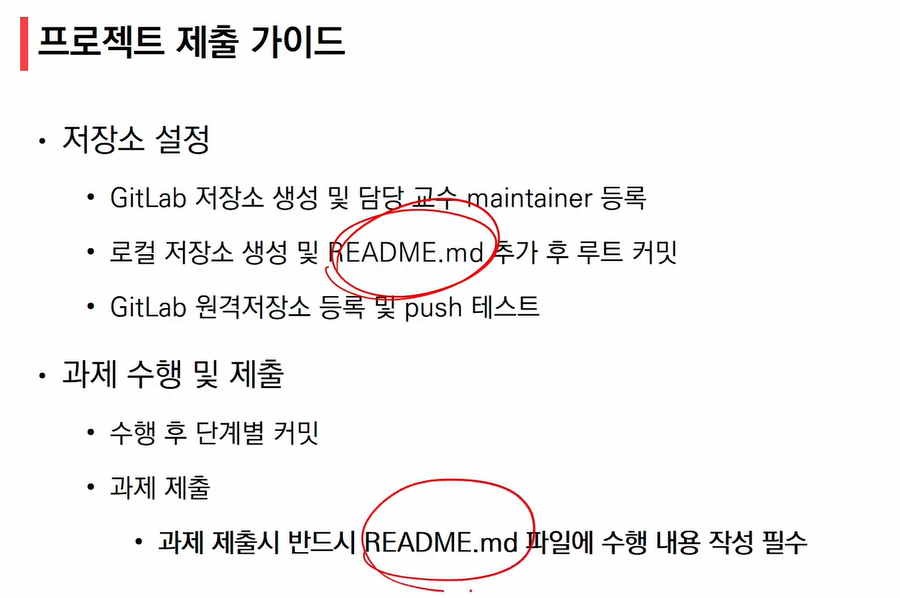 프로젝트 제출 가이드
• 저장소 설정
• GitLab 저장소 생성 및 담당 교수 maintainer 등록
• 로컬 저장소 생성 및 README.md 추가 후 루트 커밋
• GitLab 원격저장소 등록 및 push 테스트
• 과제 수행 및 제출
• 수행 후 단계별 커밋
• 과제 제출
• 과제 제출시 반드시 README.md 파일에 수행 내용 작성 필수